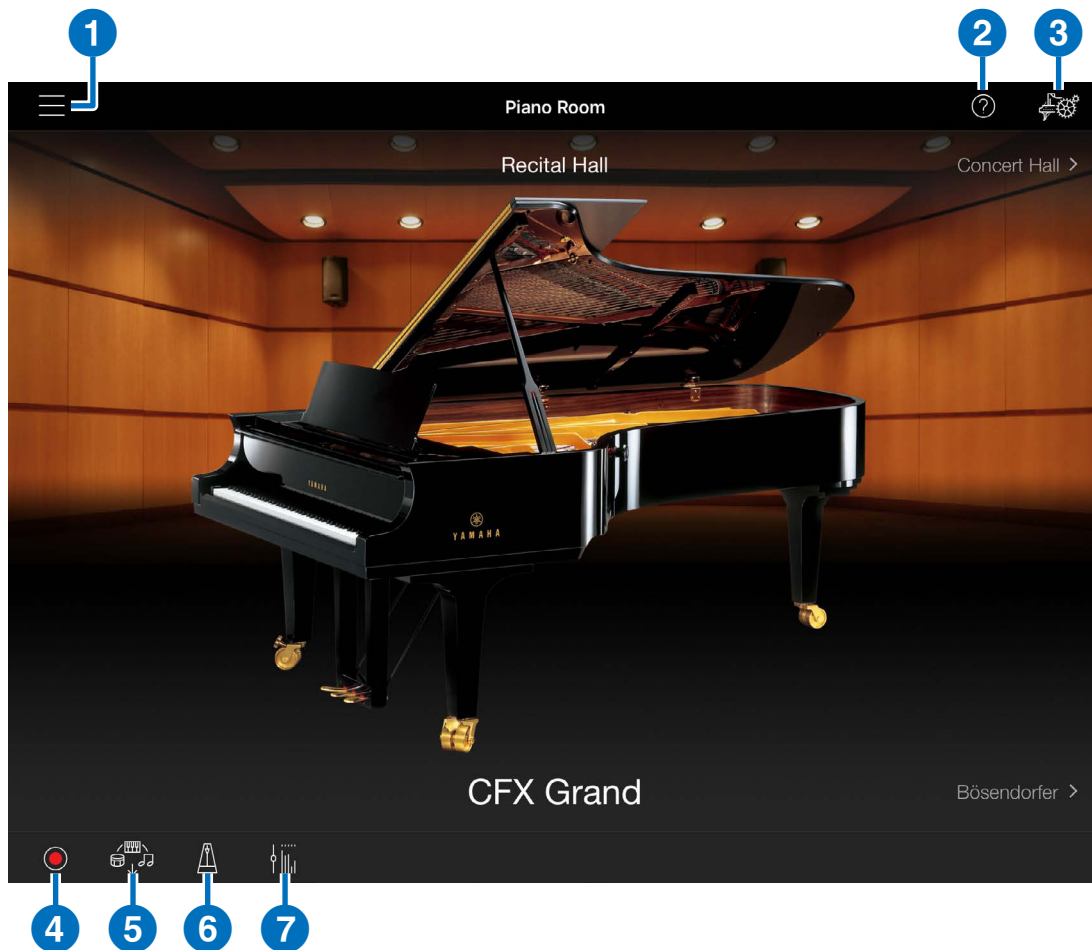 1
2
3
Piano Room
?
Recital Hall
Concert Hall >
YAMAHA
YAMAHA
CFX Grand
Bösendorfer >
4
5
6
7